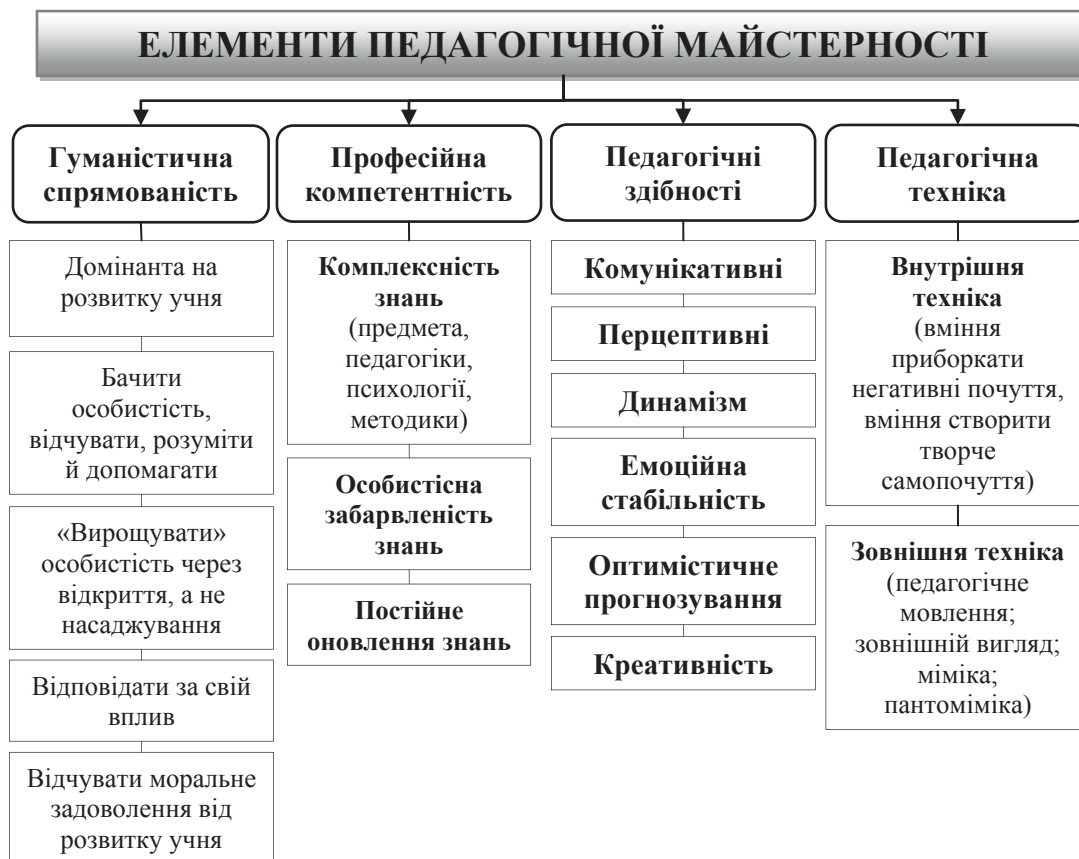 ЕЛЕМЕНТИ ПЕДАГОГІЧНОЇ МАЙСТЕРНОСТІ
Гуманістична
спрямованість
Домінанта на
розвитку учня
Бачити
особистість,
відчувати, розуміти
й допомагати
«Вирощувати»
особистість через
відкриття, а не
насаджування
Відповідати за свій
вплив
Відчувати моральне
задоволення від
розвитку учня
Професійна
компетентність
Комплексність
знань
(предмета,
педагогіки,
психології,
методики)
Особистісна
забарвленість
знань
Постійне
оновлення знань
Педагогічні
здібності
Комунікативні
Перцептивні
Динамізм
Емоційна
стабільність
Оптимістичне
прогнозування
Креативність
Педагогічна
техніка
Внутрішня
техніка
(вміння
приборкати
негативні почуття,
вміння створити
творче
самопочуття)
Зовнішня техніка
(педагогічне
мовлення;
зовнішній вигляд;
міміка;
пантоміміка)